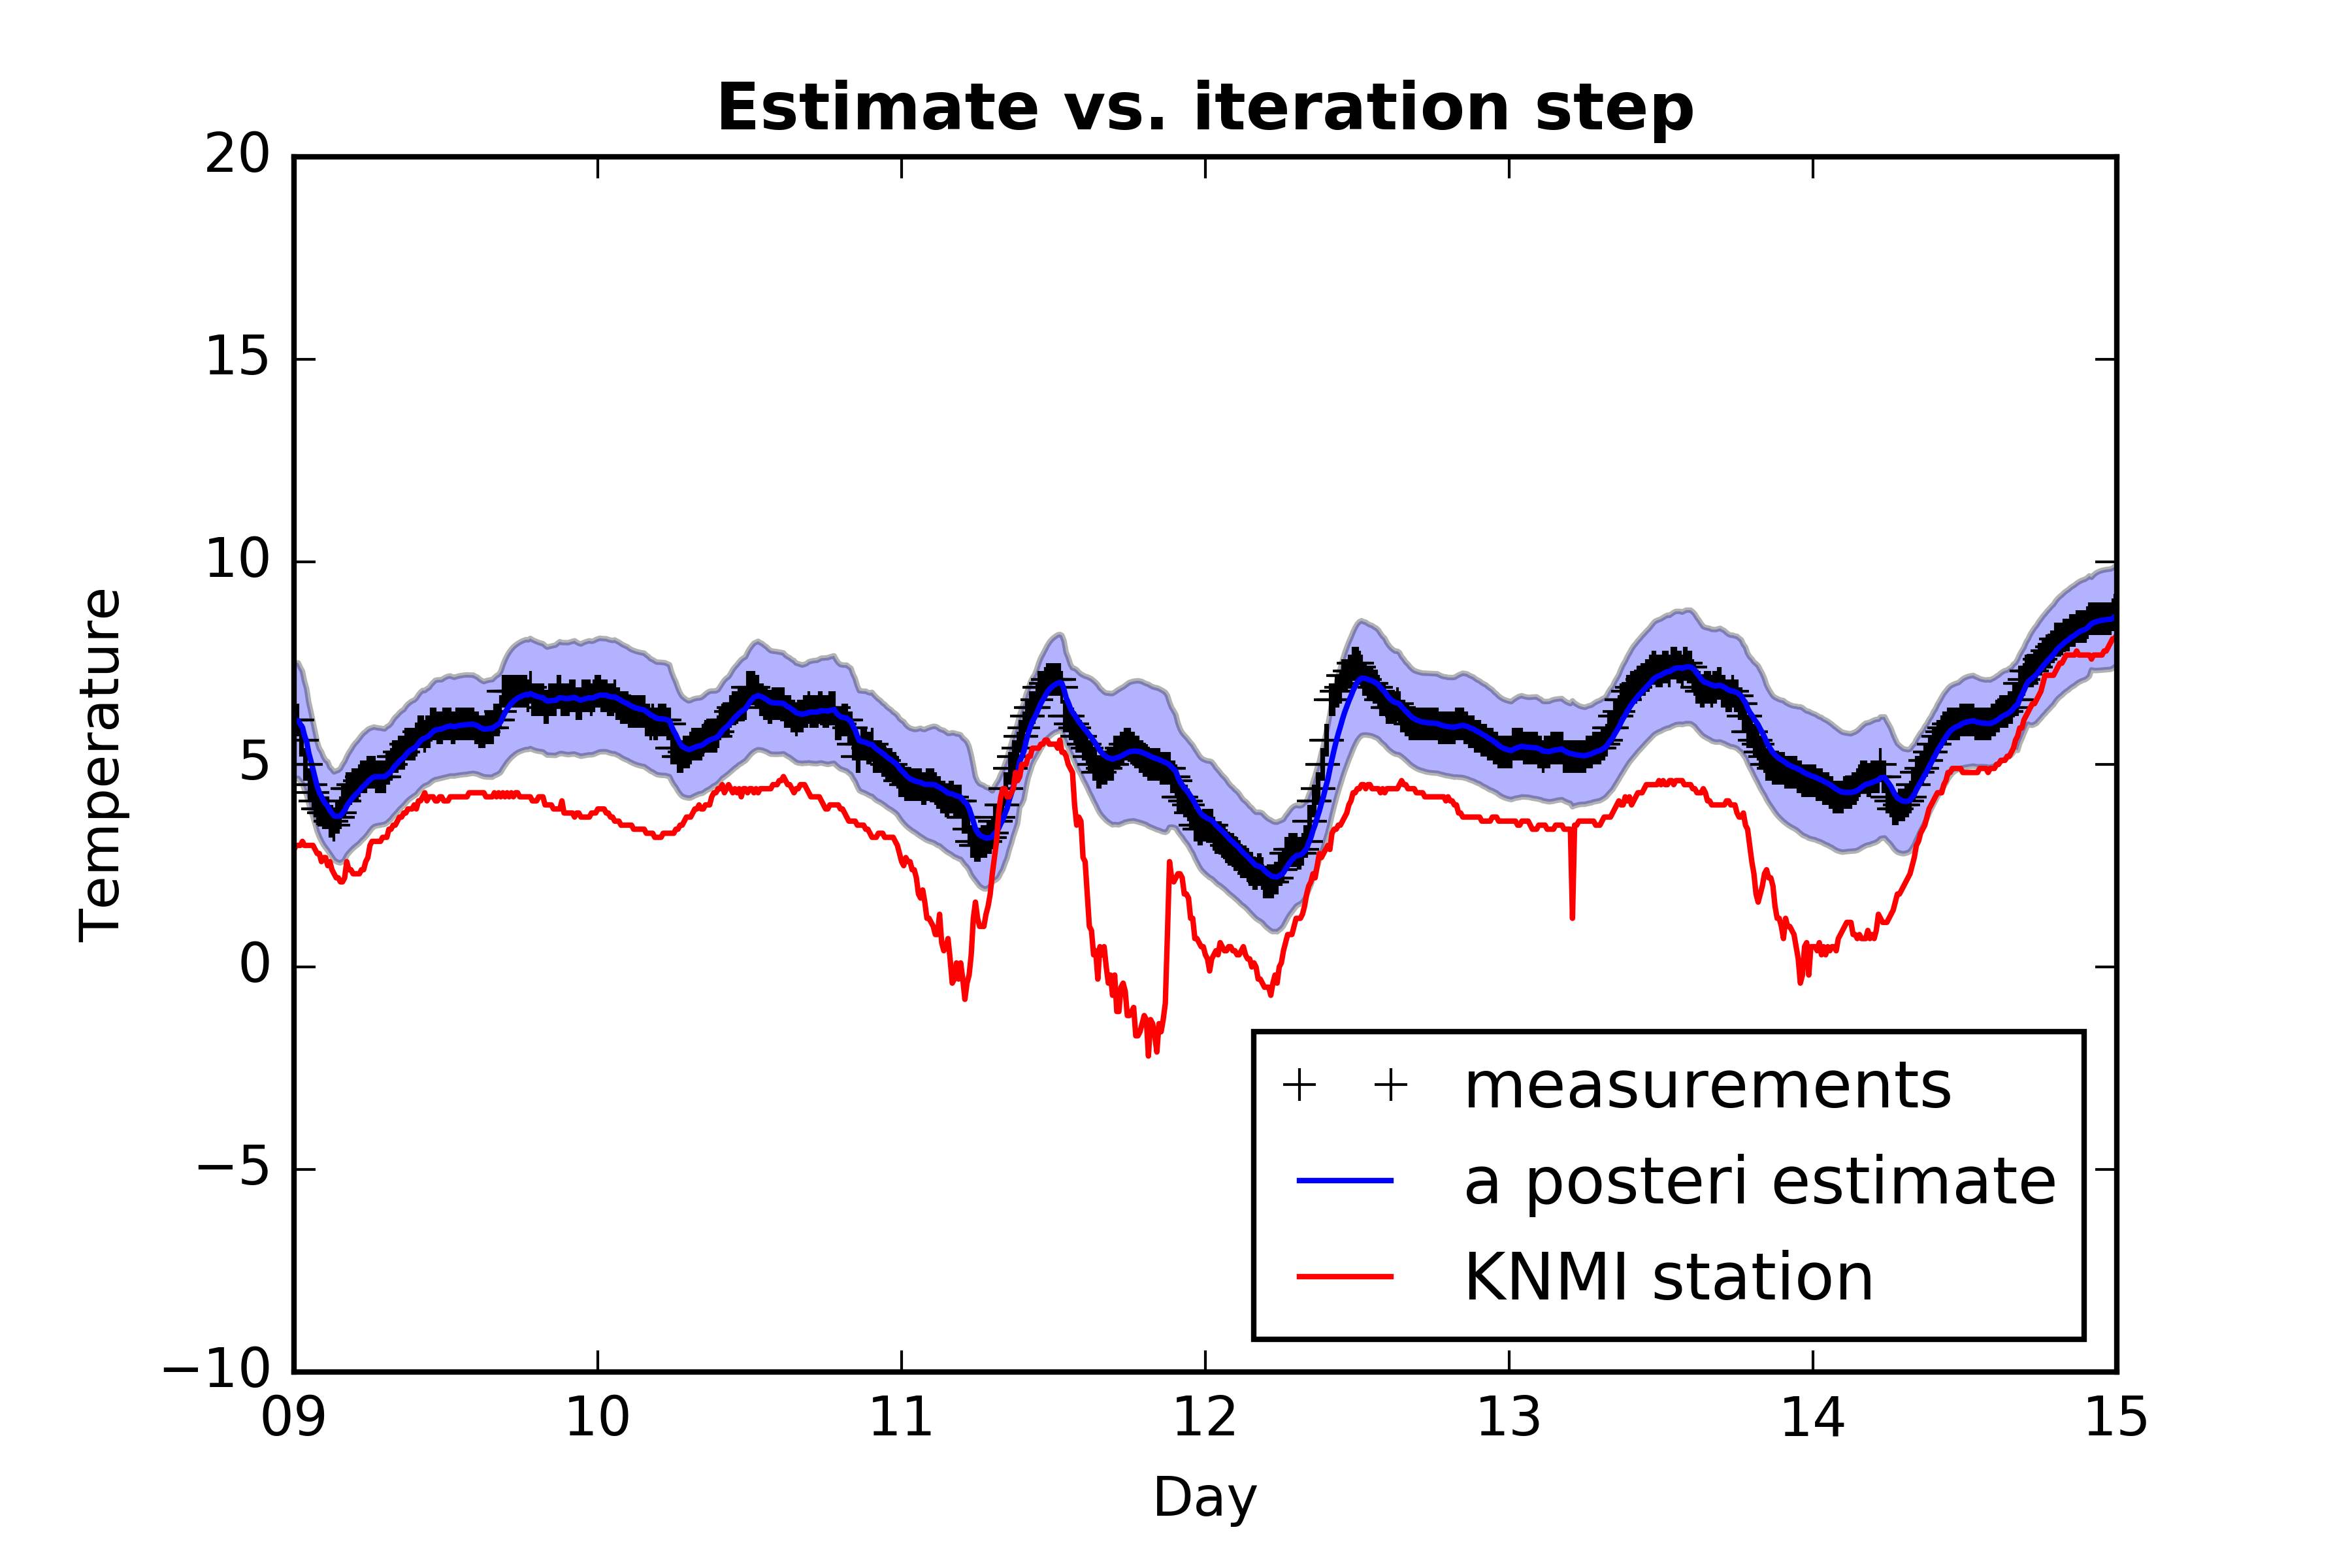 Estimate vs. iteration step
20
15
10
5
0
−5
−10
Temperature
09 10 11 12 13 14 15
Day
measurements
a posteri estimate
KNMI station